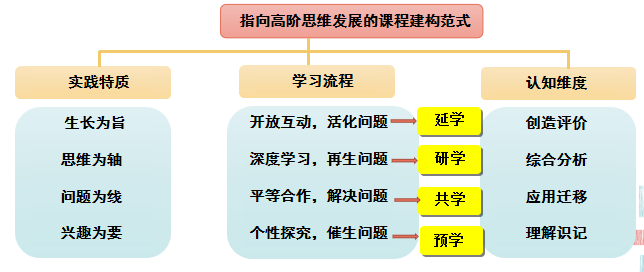 指向高阶思维发展的课程建构范式
实践特质
学习流程
认知维度
生长为旨
开放互动，活化问题
延学
创造评价
思维为轴
深度学习，再生问题
研学
综合分析
问题为线
平等合作，解决问题
共学
应用迁移
兴趣为要
个性探究，催生问题
预学
理解识记